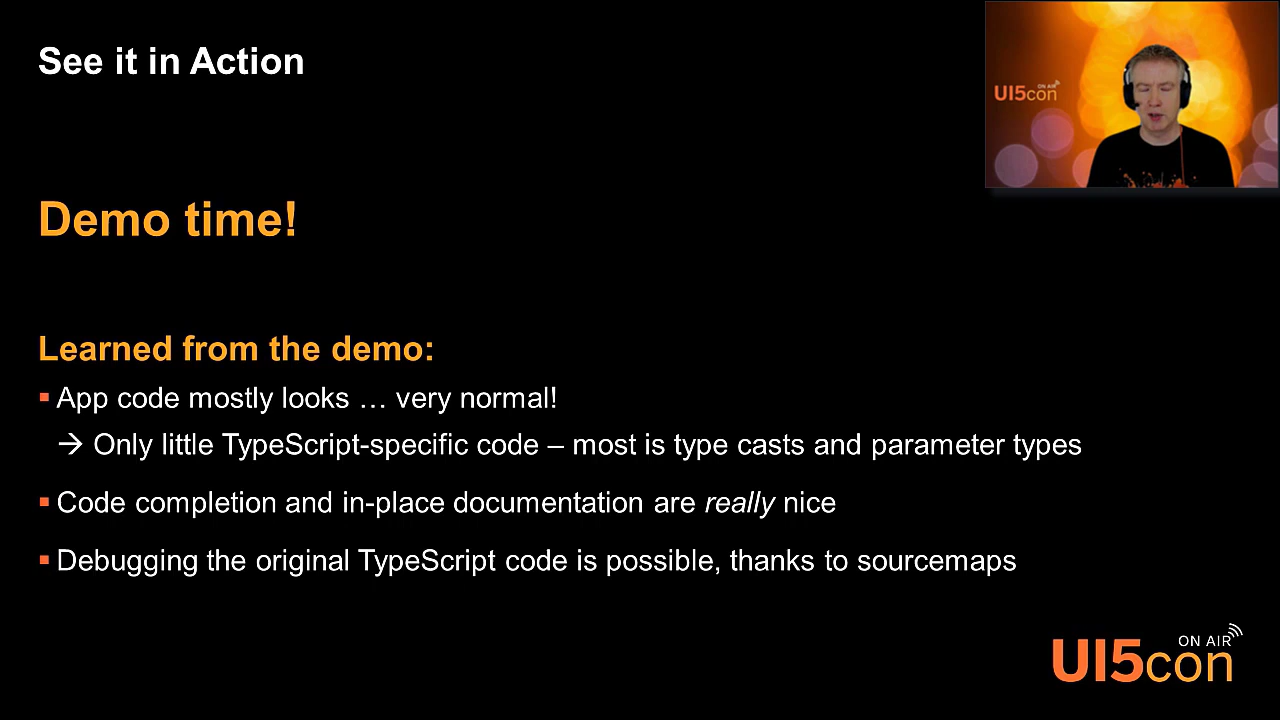 See it in Action
UI5con ON AIR
Demo time!
Learned from the demo:
▪ App code mostly looks … very normal!
→ Only little TypeScript-specific code – most is type casts and parameter types
▪ Code completion and in-place documentation are really nice
▪ Debugging the original TypeScript code is possible, thanks to sourcemaps
ON AIR
UI5con